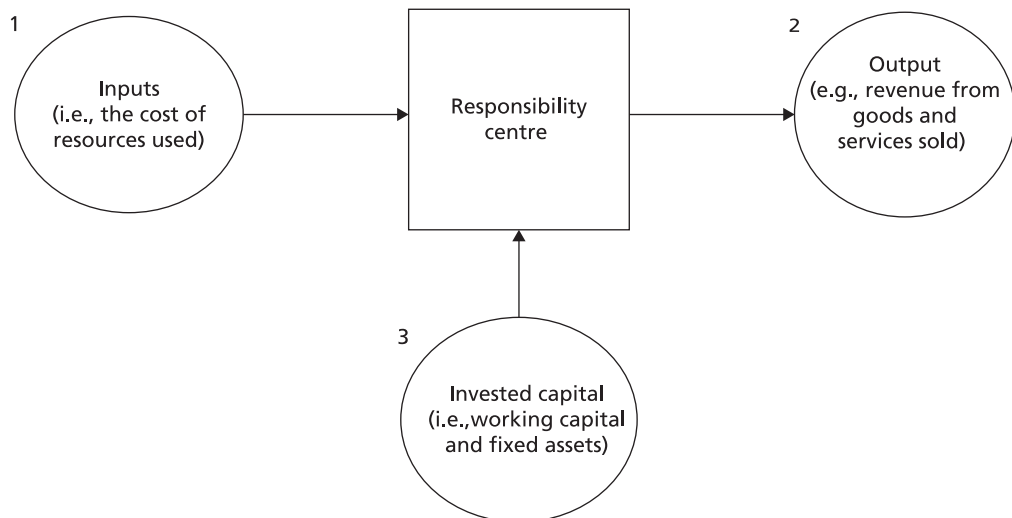 1
Inputs
(i.e., the cost of
resources used)
Responsibility
centre
2
Output
(e.g., revenue from
goods and
services sold)
3
Invested capital
(i.e.,working capital
and fixed assets)